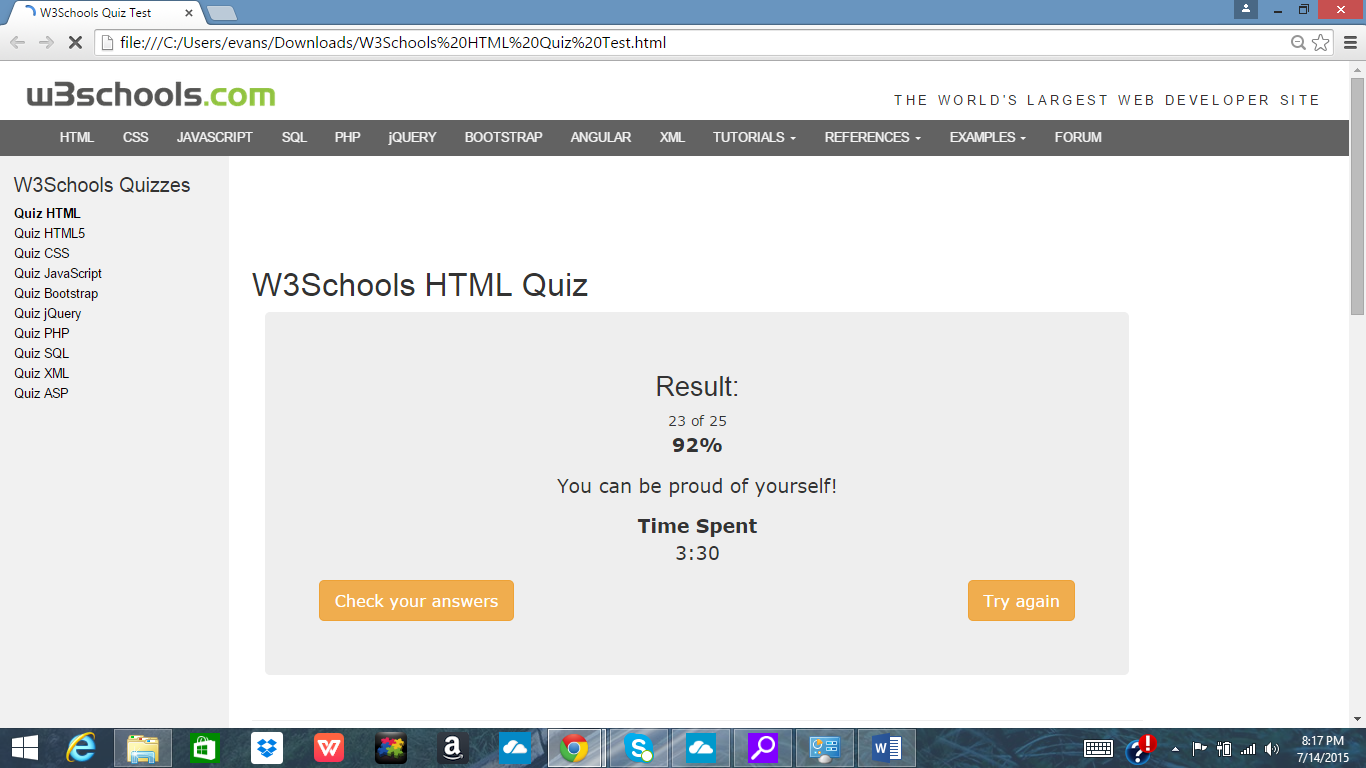 W3Schools Quiz Test
file:///C:/Users/evans/Downloads/W3Schools%20HTML%20Quiz%20Test.html
w3schools.com
THE WORLD'S LARGEST WEB DEVELOPER SITE
HTML CSS JAVASCRIPT SQL PHP jQUERY BOOTSTRAP ANGULAR XML TUTORIALS REFERENCES EXAMPLES FORUM
W3Schools Quizzes
Quiz HTML
Quiz HTML5
Quiz CSS
Quiz JavaScript
Quiz Bootstrap
Quiz jQuery
Quiz PHP
Quiz SQL
Quiz XML
Quiz ASP
W3Schools HTML Quiz
Result:
23 of 25
92%
You can be proud of yourself!
Time Spent
3:30
Check your answers
Try again
8:17 PM
7/14/2015